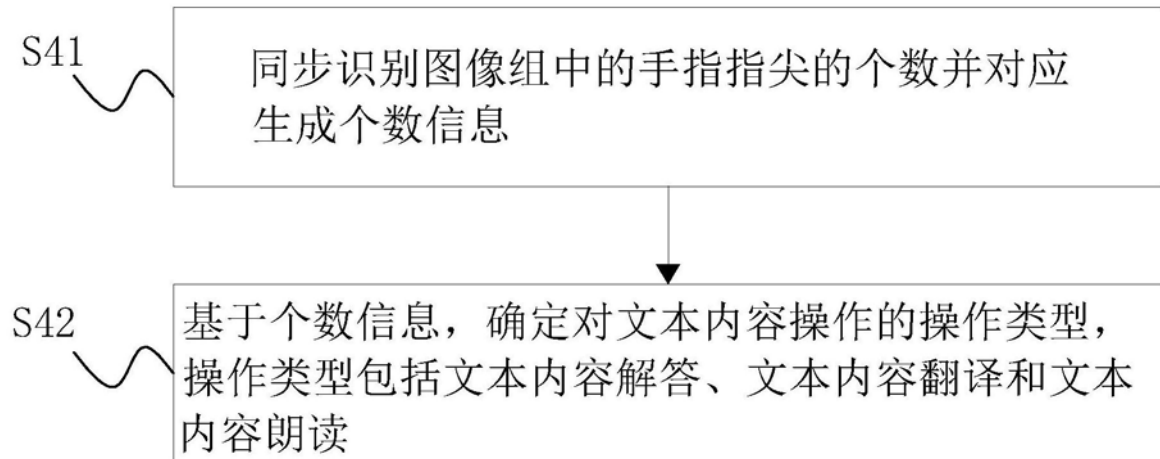 S41
同步识别图像组中的手指指尖的个数并对应
生成个数信息
S42
基于个数信息，确定对文本内容操作的操作类型，
操作类型包括文本内容解答、文本内容翻译和文本
内容朗读